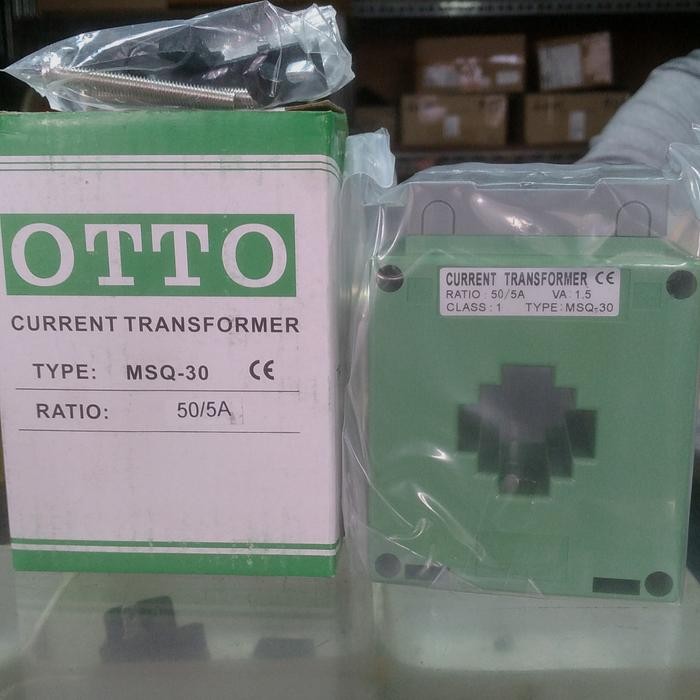 OTTO
CURRENT TRANSFORMER
TYPE: MSQ-30 CE
RATIO: 50/5A
CURRENT TRANSFORMER CE
RATIO : 50/5A VA: 1.5
CLASS : 1 TYPE: MSQ-30